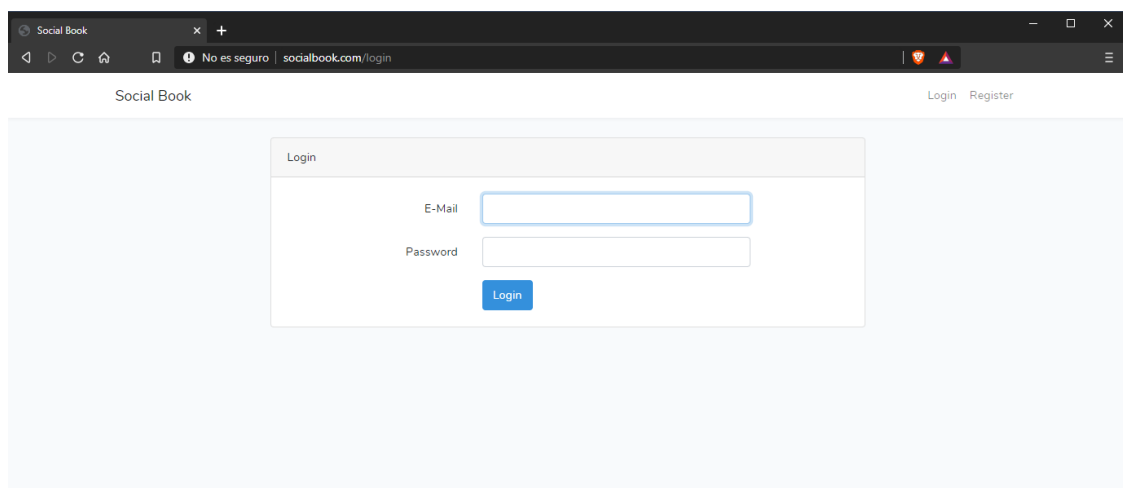 Social Book
No es seguro | socialbook.com/login
Social Book
Login Register
Login
E-Mail
Password
Login